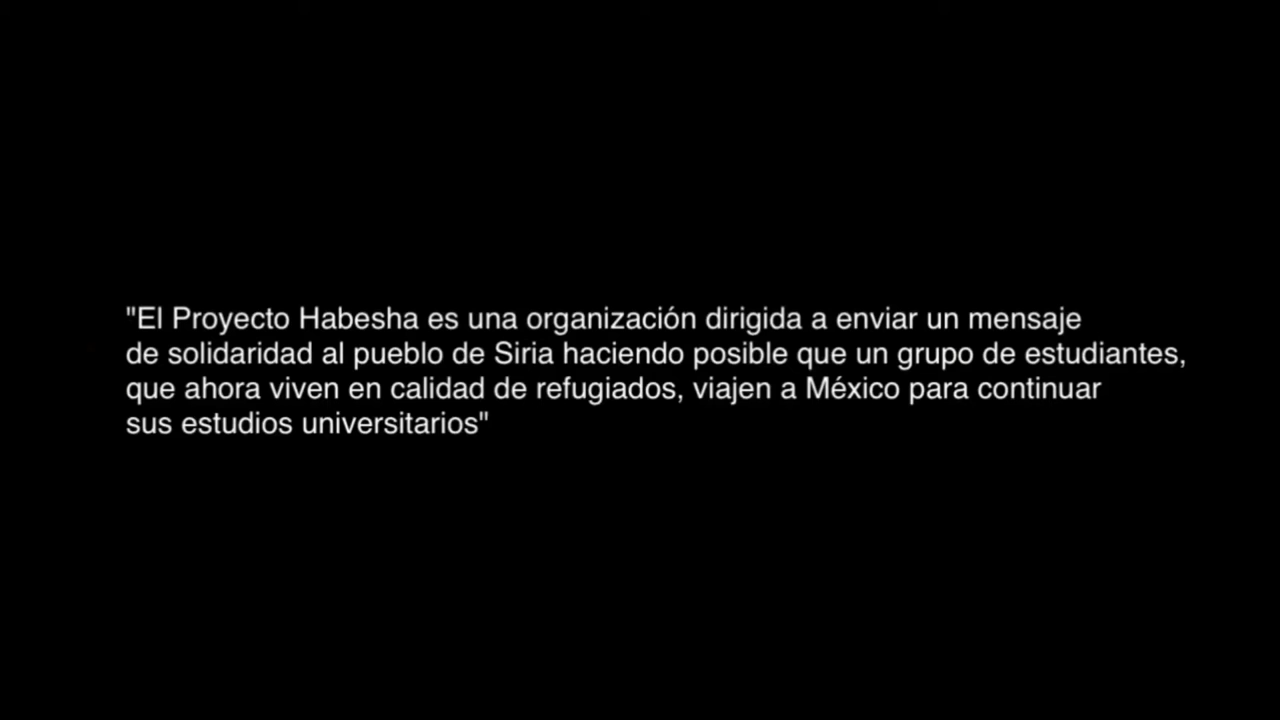 "El Proyecto Habesha es una organización dirigida a enviar un mensaje
de solidaridad al pueblo de Siria haciendo posible que un grupo de estudiantes,
que ahora viven en calidad de refugiados, viajen a México para continuar
sus estudios universitarios"